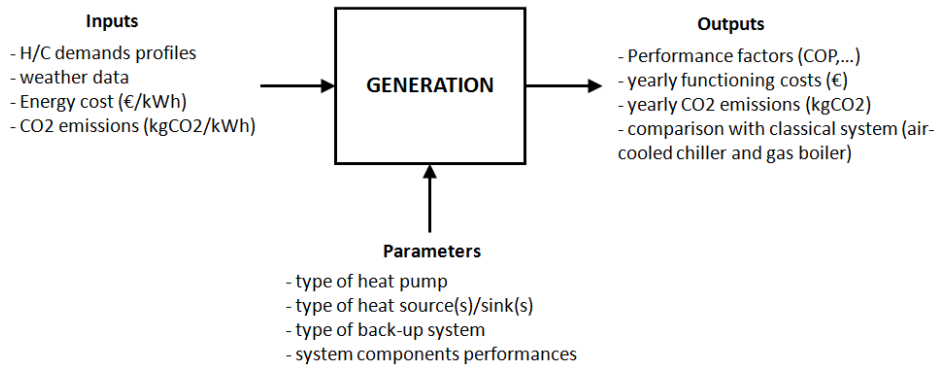 Inputs
- H/C demands profiles
- weather data
- Energy cost (€/kWh)
- CO2 emissions (kgCO2/kWh)
GENERATION
Outputs
- Performance factors (COP,...)
- yearly functioning costs (€)
- yearly CO2 emissions (kgCO2)
- comparison with classical system (air-
cooled chiller and gas boiler)
Parameters
- type of heat pump
- type of heat source(s)/sink(s)
- type of back-up system
- system components performances